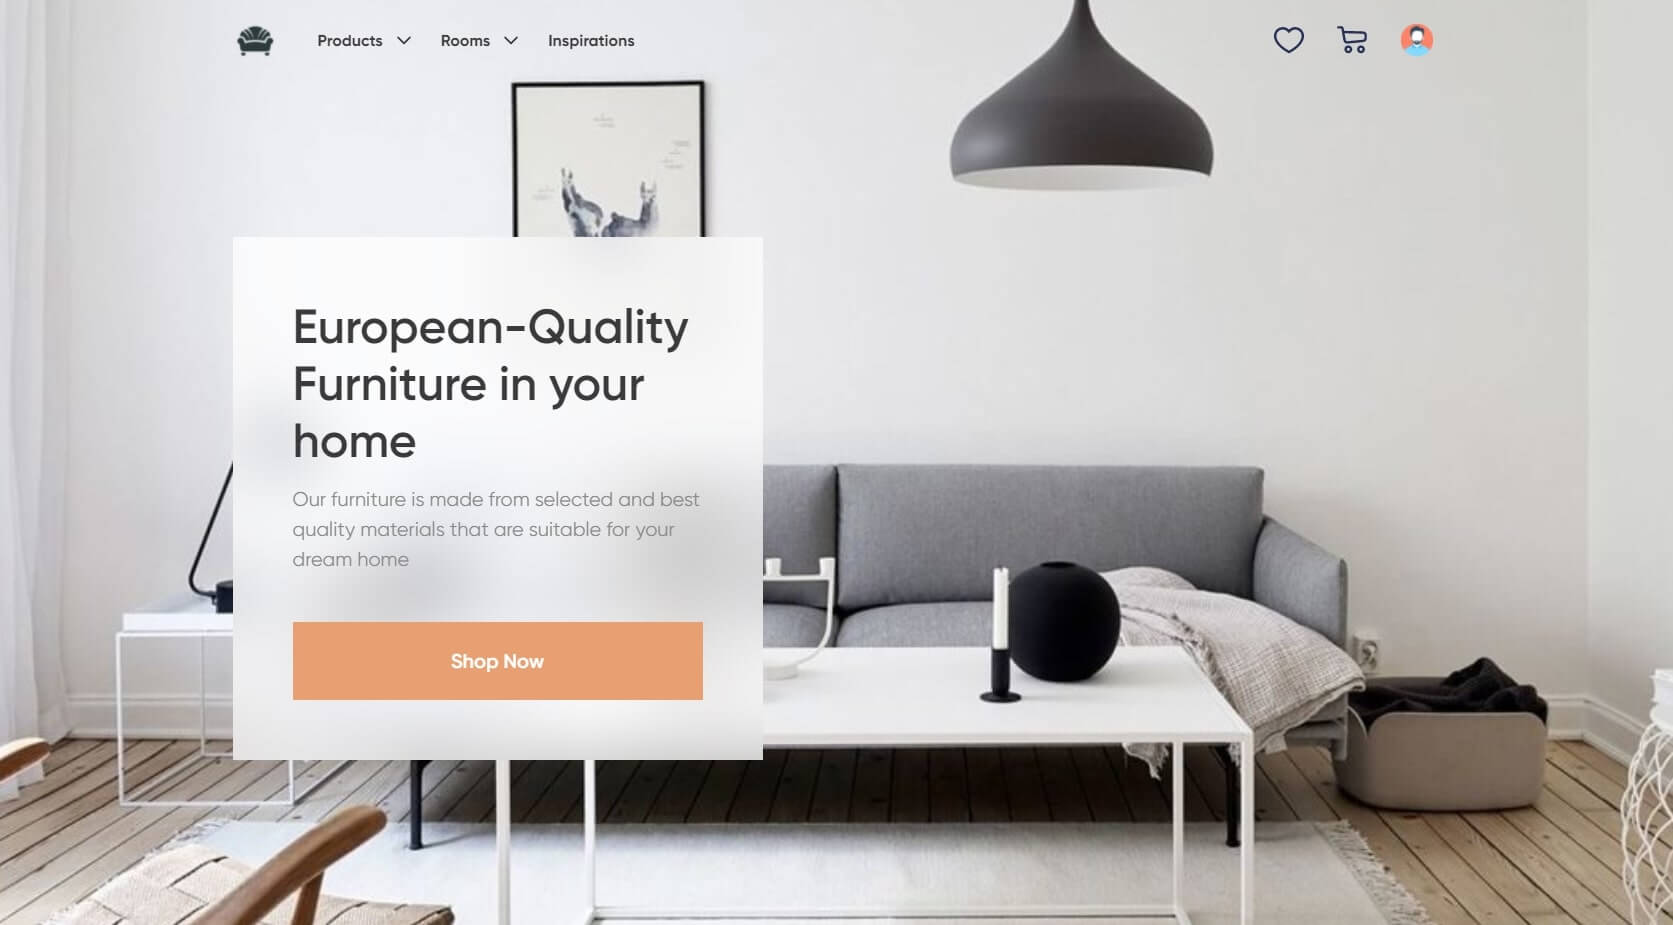 Products
Rooms
Inspirations
European-Quality
Furniture in your
home
Our furniture is made from selected and best
quality materials that are suitable for your
dream home
Shop Now